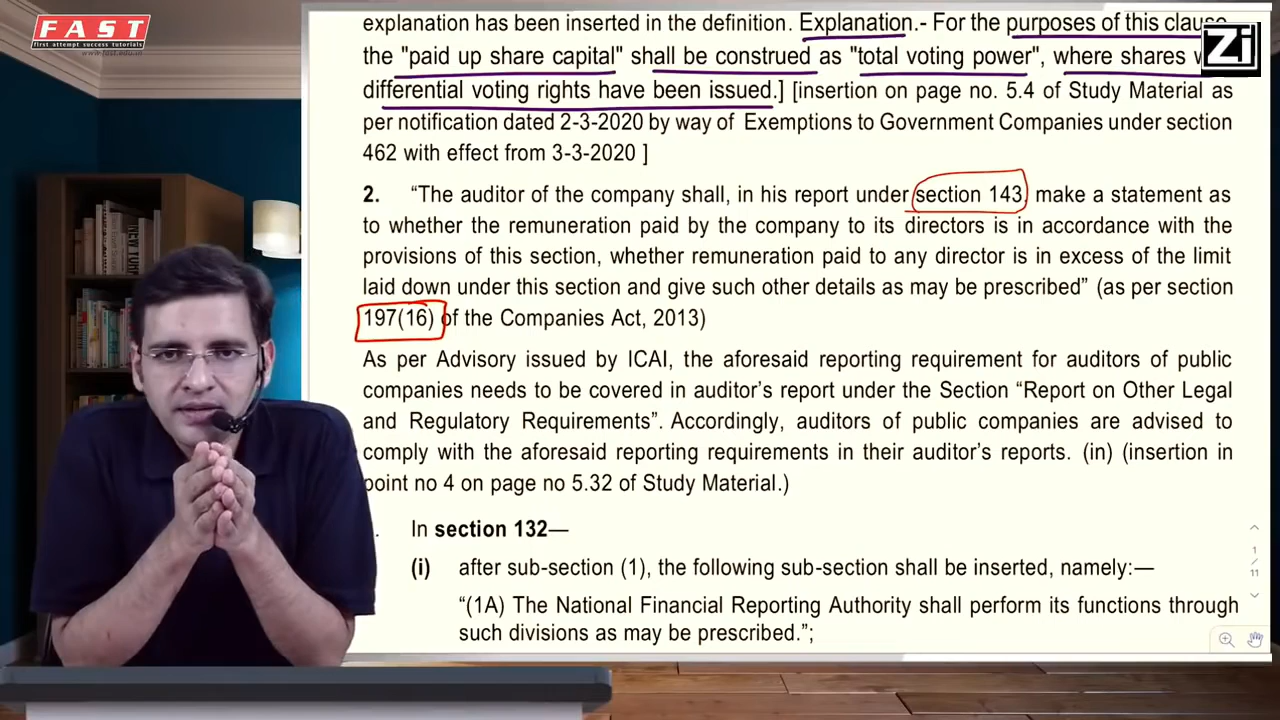 FAST
first attempt success tutorials
www.fast.edu.in
Zi
explanation has been inserted in the definition. Explanation.- For the purposes of this clause,
the "paid up share capital" shall be construed as "total voting power", where shares
differential voting rights have been issued.] [insertion on page no. 5.4 of Study Material as
per notification dated 2-3-2020 by way of Exemptions to Government Companies under section
462 with effect from 3-3-2020 ]
2. “The auditor of the company shall, in his report under section 143, make a statement as
to whether the remuneration paid by the company to its directors is in accordance with the
provisions of this section, whether remuneration paid to any director is in excess of the limit
laid down under this section and give such other details as may be prescribed” (as per section
197(16) of the Companies Act, 2013)
As per Advisory issued by ICAI, the aforesaid reporting requirement for auditors of public
companies needs to be covered in auditor’s report under the Section “Report on Other Legal
and Regulatory Requirements”. Accordingly, auditors of public companies are advised to
comply with the aforesaid reporting requirements in their auditor’s reports. (in) (insertion in
point no 4 on page no 5.32 of Study Material.)
In section 132—
(i) after sub-section (1), the following sub-section shall be inserted, namely:—
“(1A) The National Financial Reporting Authority shall perform its functions through
such divisions as may be prescribed.”;
1
/
11